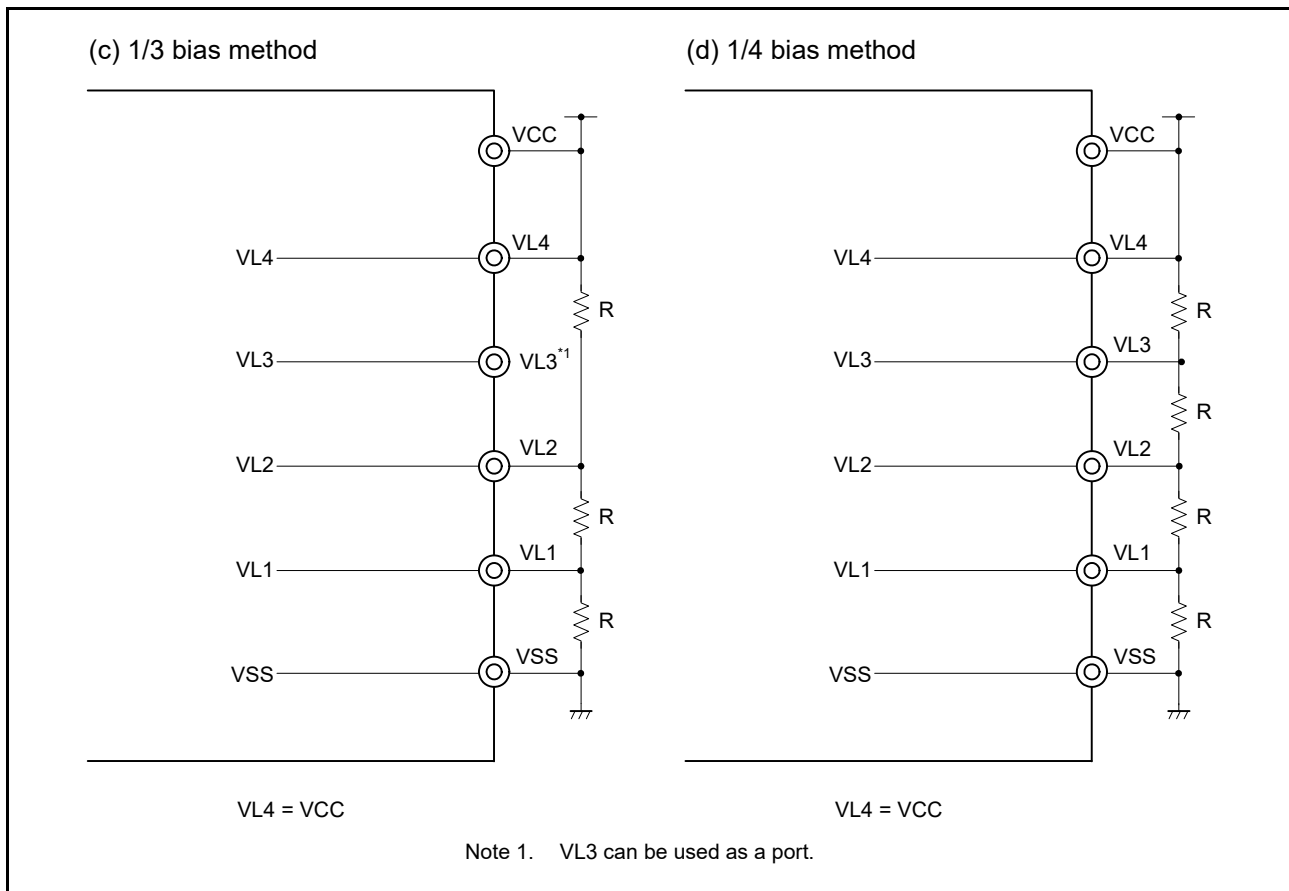 (c) 1/3 bias method
VCC
VL4 VL4
R
VL3 VL3*1
VL2 VL2
R
VL1 VL1
R
VSS VSS
VL4 = VCC
(d) 1/4 bias method
VCC
VL4 VL4
R
VL3 VL3
R
VL2 VL2
R
VL1 VL1
R
VSS VSS
VL4 = VCC
Note 1. VL3 can be used as a port.